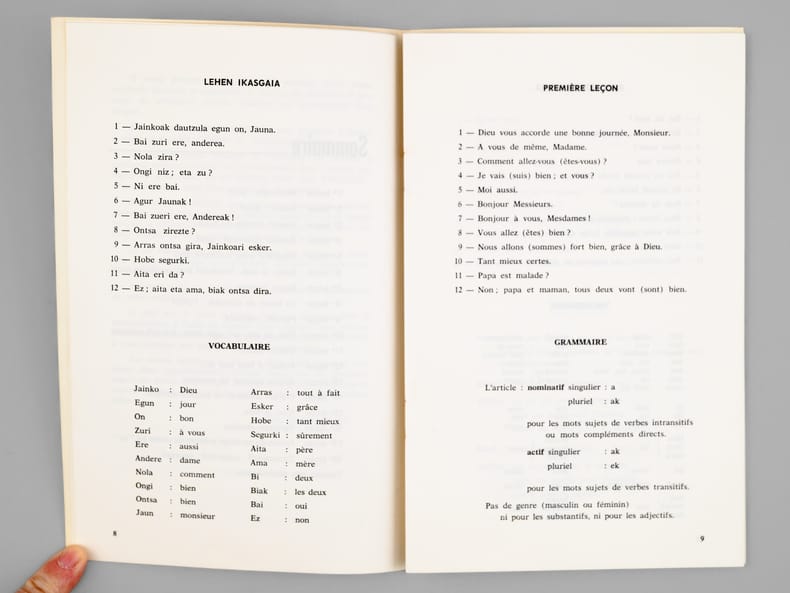 LEHEN IKASGAIA
1 — Jainkoak dautzula egun on, Jauna.
2 — Bai zuri ere, anderea.
3 — Nola zira ?
4 — Ongi niz ; eta zu ?
5 — Ni ere bai.
6 — Agur Jaunak !
7 — Bai zueri ere, Andereak !
8 — Ontsa zirezte ?
9 — Arras ontsa gira, Jainkoari esker.
10 — Hobe segurki.
11 — Aita eri da ?
12 — Ez ; aita eta ama, biak ontsa dira.
VOCABULAIRE
Jainko : Dieu
Egun : jour
On : bon
Zuri : à vous
Ere : aussi
Andere : dame
Nola : comment
Ongi : bien
Ontsa : bien
Jaun : monsieur
Arras : tout à fait
Esker : grâce
Hobe : tant mieux
Segurki : sûrement
Aita : père
Ama : mère
Bi : deux
Biak : les deux
Bai : oui
Ez : non
8
PREMIÈRE LEÇON
1 — Dieu vous accorde une bonne journée, Monsieur.
2 — A vous de même, Madame.
3 — Comment allez-vous (êtes-vous) ?
4 — Je vais (suis) bien ; et vous ?
5 — Moi aussi.
6 — Bonjour Messieurs.
7 — Bonjour à vous, Mesdames !
8 — Vous allez (êtes) bien ?
9 — Nous allons (sommes) fort bien, grâce à Dieu.
10 — Tant mieux certes.
11 — Papa est malade ?
12 — Non ; papa et maman, tous deux vont (sont) bien.
GRAMMAIRE
L'article : nominatif singulier : a
pluriel : ak
pour les mots sujets de verbes intransitifs
ou mots compléments directs.
actif singulier : ak
pluriel : ek
pour les mots sujets de verbes transitifs.
Pas de genre (masculin ou féminin)
ni pour les substantifs, ni pour les adjectifs.
9